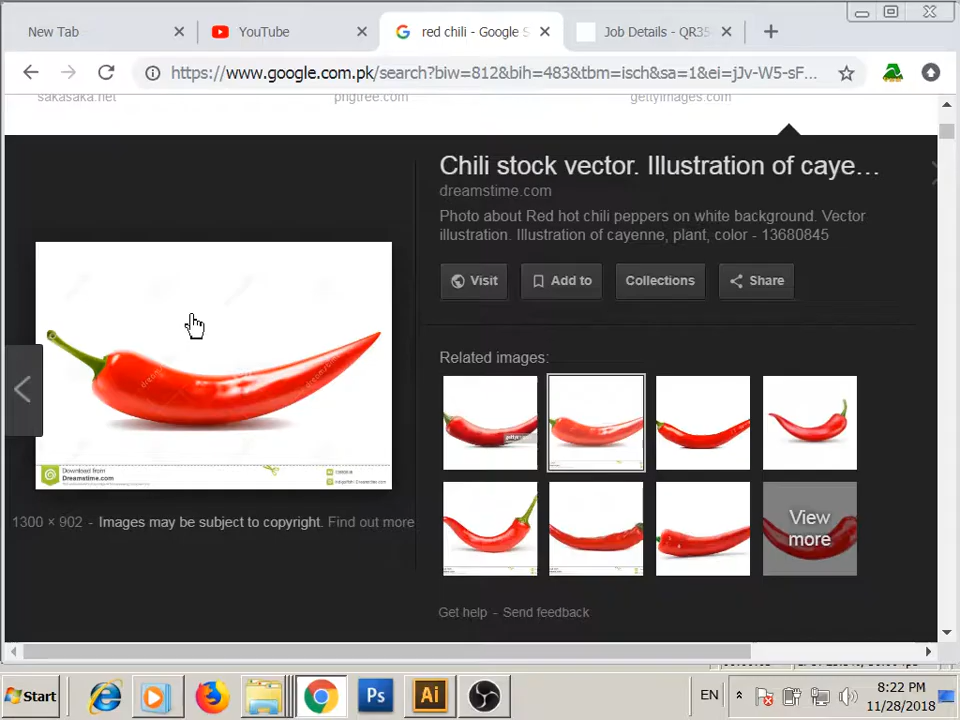 New Tab
YouTube
red chili - Google S
Job Details - QR35
https://www.google.com.pk/search?biw=812&bih=483&tbm=isch&sa=1&ei=jJv-W5-sF...
sakasaka.net
pngtree.com
gettyimages.com
Chili stock vector. Illustration of caye...
dreamstime.com
Photo about Red hot chili peppers on white background. Vector
illustration. Illustration of cayenne, plant, color - 13680845
Visit
Add to
Collections
Share
Related images:
Download from
Dreamstime.com
1300 × 902 - Images may be subject to copyright. Find out more
View
more
Get help - Send feedback
Start
Ps
Ai
EN
8:22 PM
11/28/2018